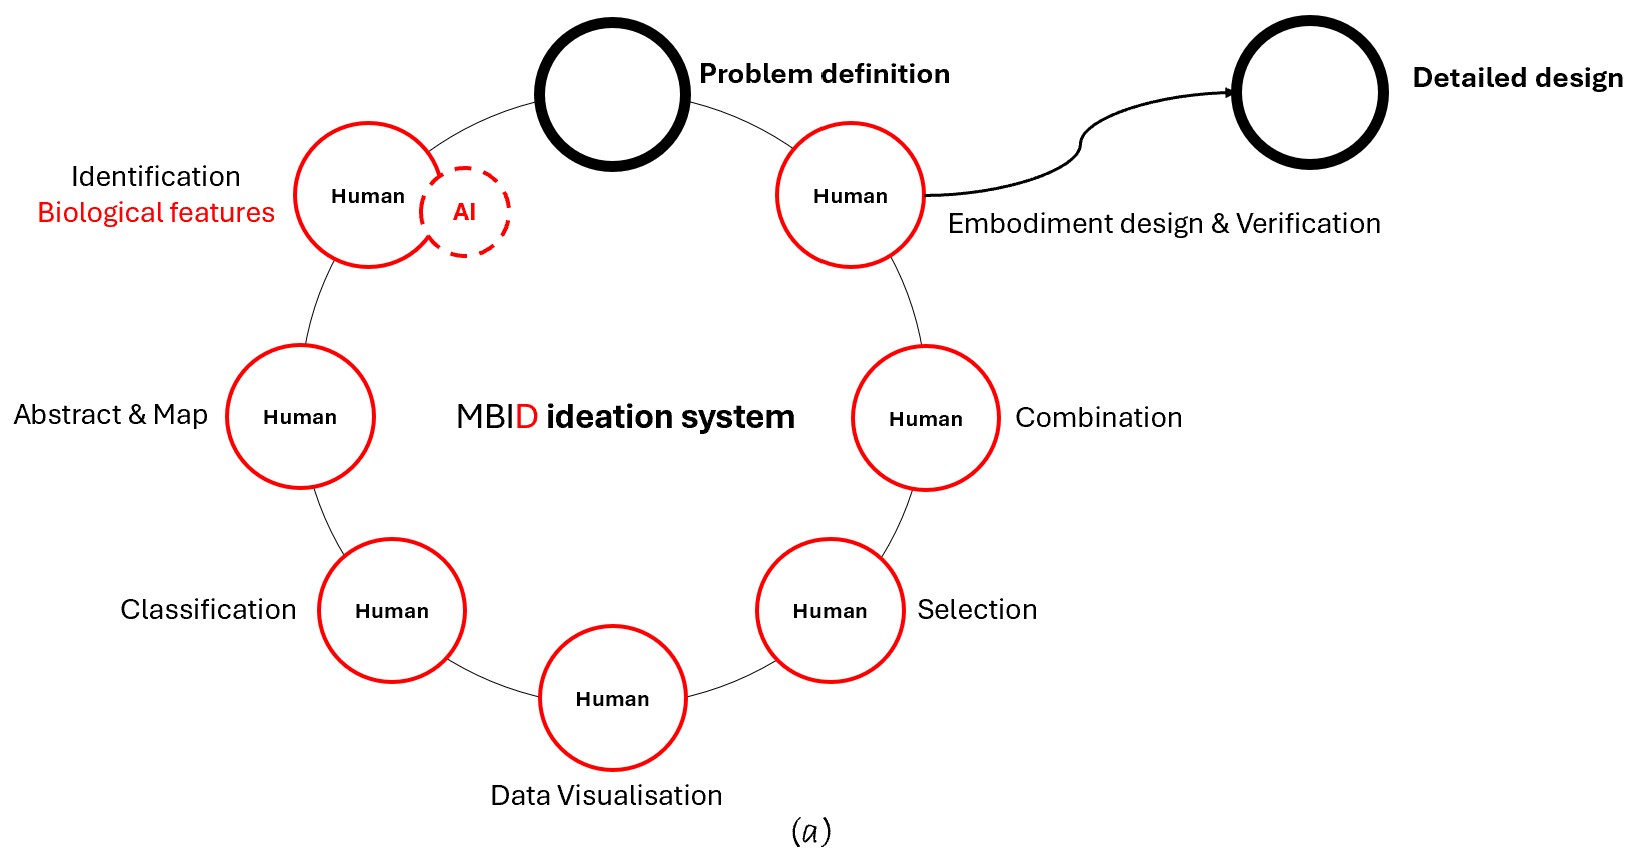 Problem definition
Detailed design
Identification
Biological features
Human
AI
Human
Embodiment design & Verification
Abstract & Map
Human
MBID ideation system
Human
Combination
Classification
Human
Human
Selection
Human
Data Visualisation
(a)